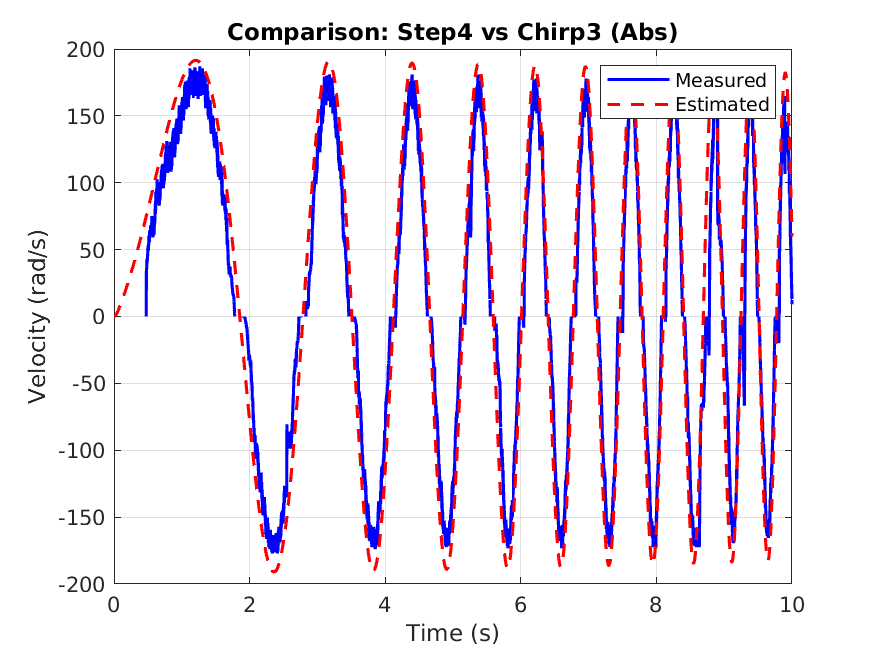 Comparison: Step4 vs Chirp3 (Abs)
Measured
Estimated
Velocity (rad/s)
200
150
100
50
0
-50
-100
-150
-200
0 2 4 6 8 10
Time (s)